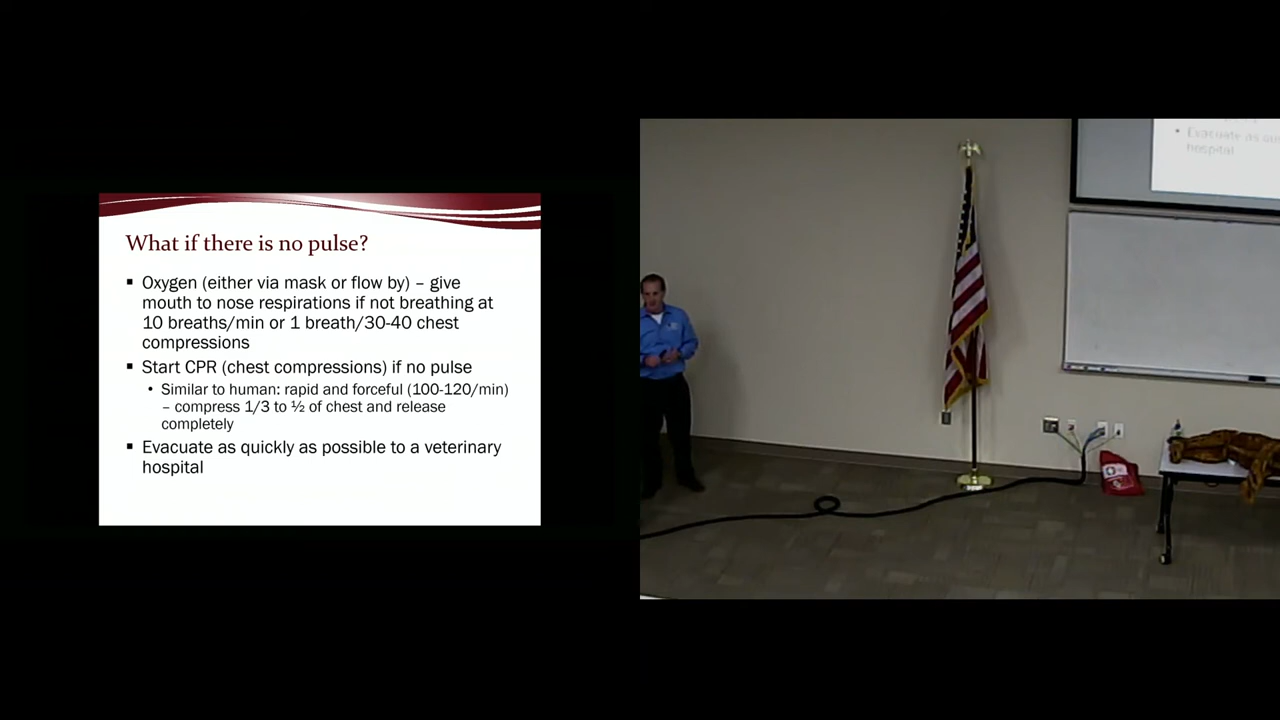 What if there is no pulse?
▪ Oxygen (either via mask or flow by) – give
mouth to nose respirations if not breathing at
10 breaths/min or 1 breath/30-40 chest
compressions
▪ Start CPR (chest compressions) if no pulse
• Similar to human: rapid and forceful (100-120/min)
– compress 1/3 to ½ of chest and release
completely
▪ Evacuate as quickly as possible to a veterinary
hospital
• Evacuate as
hospital